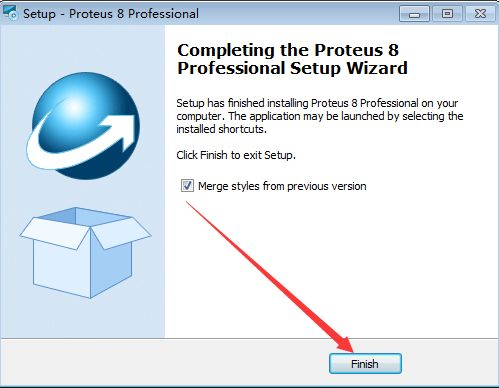 Setup - Proteus 8 Professional
Completing the Proteus 8
Professional Setup Wizard
Setup has finished installing Proteus 8 Professional on your
computer. The application may be launched by selecting the
installed shortcuts.
Click Finish to exit Setup.
Merge styles from previous version
Finish